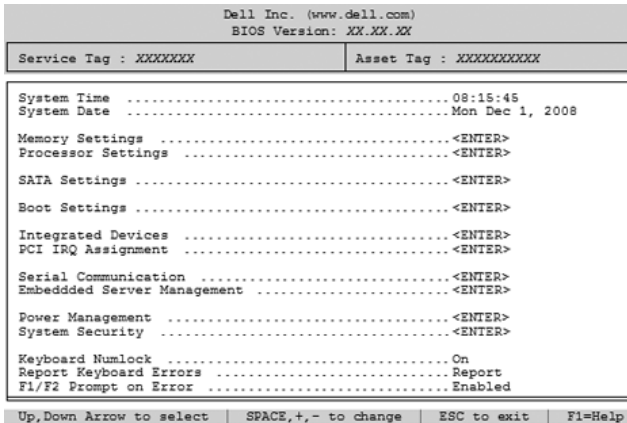 Dell Inc. (www.dell.com)
BIOS Version: XX.XX.XX
Service Tag : XXXXXXX | Asset Tag : XXXXXXXXXX
System Time ....................................... 08:15:45
System Date ....................................... Mon Dec 1, 2008
Memory Settings ................................... <ENTER>
Processor Settings ................................ <ENTER>
SATA Settings ...................................... <ENTER>
Boot Settings ...................................... <ENTER>
Integrated Devices ................................ <ENTER>
PCI IRQ Assignment ................................ <ENTER>
Serial Communication .............................. <ENTER>
Embeddded Server Management ....................... <ENTER>
Power Management .................................. <ENTER>
System Security ................................... <ENTER>
Keyboard Numlock .................................. On
Report Keyboard Errors ............................ Report
F1/F2 Prompt on Error ............................. Enabled
Up,Down Arrow to select | SPACE,+,- to change | ESC to exit | F1=Help